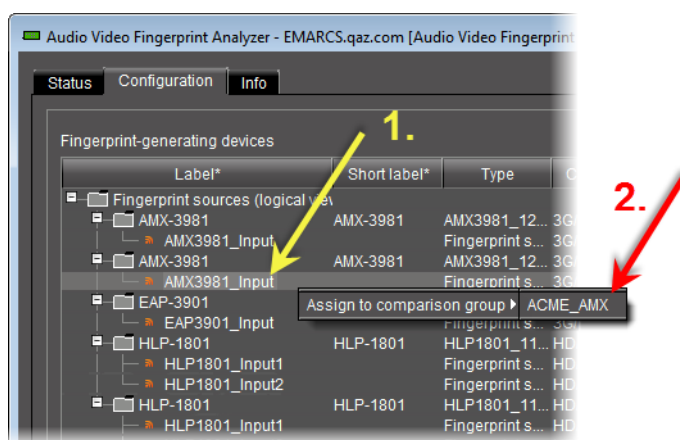 Audio Video Fingerprint Analyzer - EMARCS.qaz.com [Audio Video Fingerprint
Status Configuration Info
1.
Fingerprint-generating devices
Label* Short label* Type
2.
Fingerprint sources (logical view
AMX-3981 AMX-3981 AMX3981_12... 3G/
AMX3981_Input Fingerprint s... 3G/
AMX-3981 AMX-3981 AMX3981_12... 3G/
AMX3981_Input Fingerprint s... 3G
EAP-3901
Assign to comparison group ACME_AMX
EAP3901_Input Fingerprint s... 3G/
HLP-1801 HLP-1801 HLP1801_11... HD
HLP1801_Input1 Fingerprint s... HD
HLP1801_Input2 Fingerprint s... HD
HLP-1801 HLP-1801 HLP1801_11... HD
HLP1801_Input1 Fingerprint s... HD